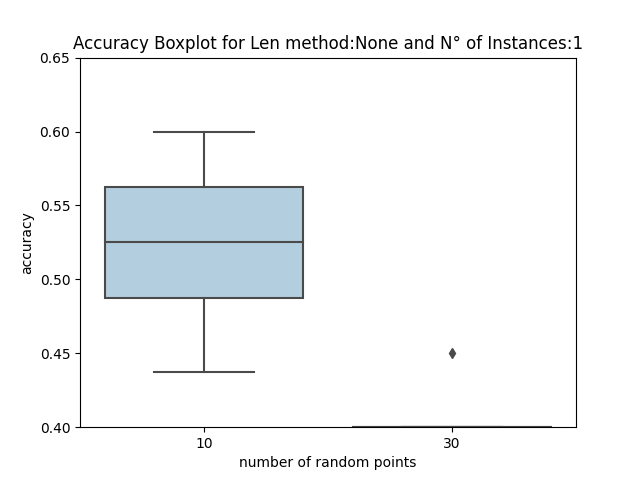 Accuracy Boxplot for Len method:None and N° of Instances:1
0.65
0.60
0.55
0.50
0.45
0.40
accuracy
10 30
number of random points